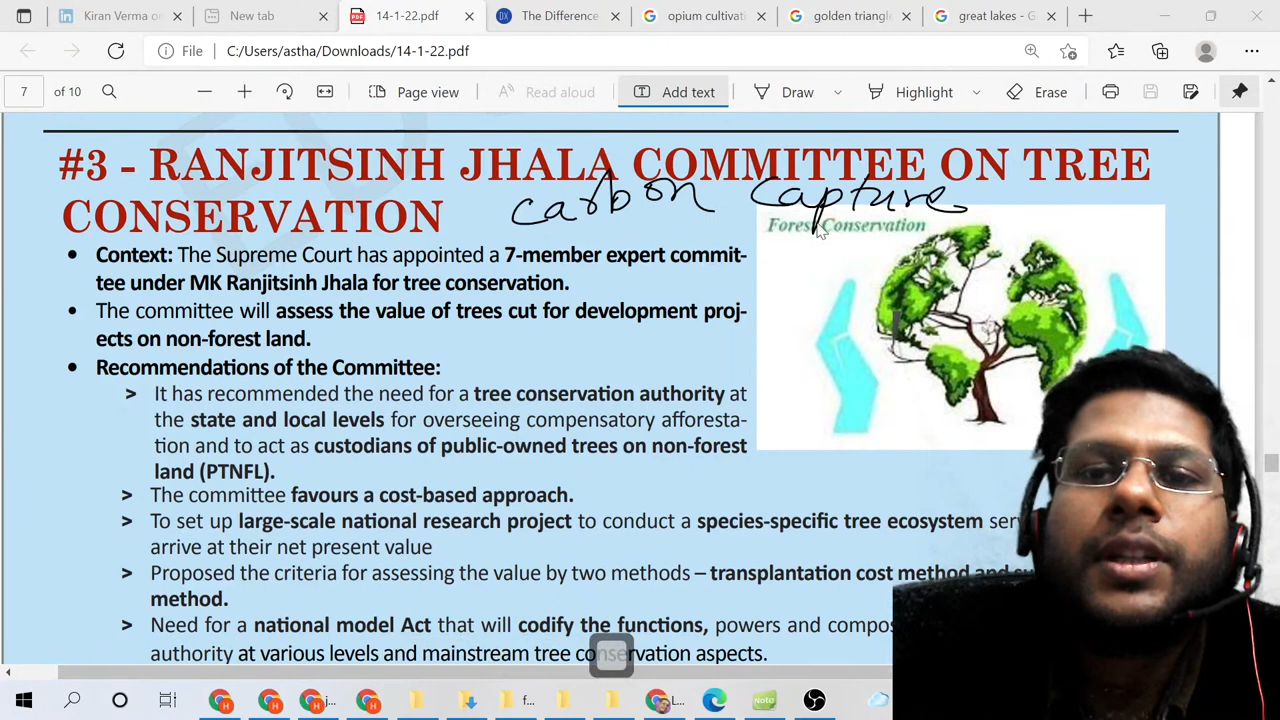 Kiran Verma on
New tab
14-1-22.pdf
The Difference
opium cultivati
golden triangle
great lakes - G
File
C:/Users/astha/Downloads/14-1-22.pdf
7 of 10
Page view
Read aloud
Add text
Draw
Highlight
Erase
#3 - RANJITSINH JHALA COMMITTEE ON TREE
CONSERVATION
carbon capture
Forest Conservation
• Context: The Supreme Court has appointed a 7-member expert commit-
tee under MK Ranjitsinh Jhala for tree conservation.
• The committee will assess the value of trees cut for development proj-
ects on non-forest land.
• Recommendations of the Committee:
> It has recommended the need for a tree conservation authority at
the state and local levels for overseeing compensatory afforesta-
tion and to act as custodians of public-owned trees on non-forest
land (PTNFL).
> The committee favours a cost-based approach.
> To set up large-scale national research project to conduct a species-specific tree ecosystem
arrive at their net present value
> Proposed the criteria for assessing the value by two methods – transplantation cost method and
method.
> Need for a national model Act that will codify the functions, powers and compos
authority at various levels and mainstream tree conservation aspects.